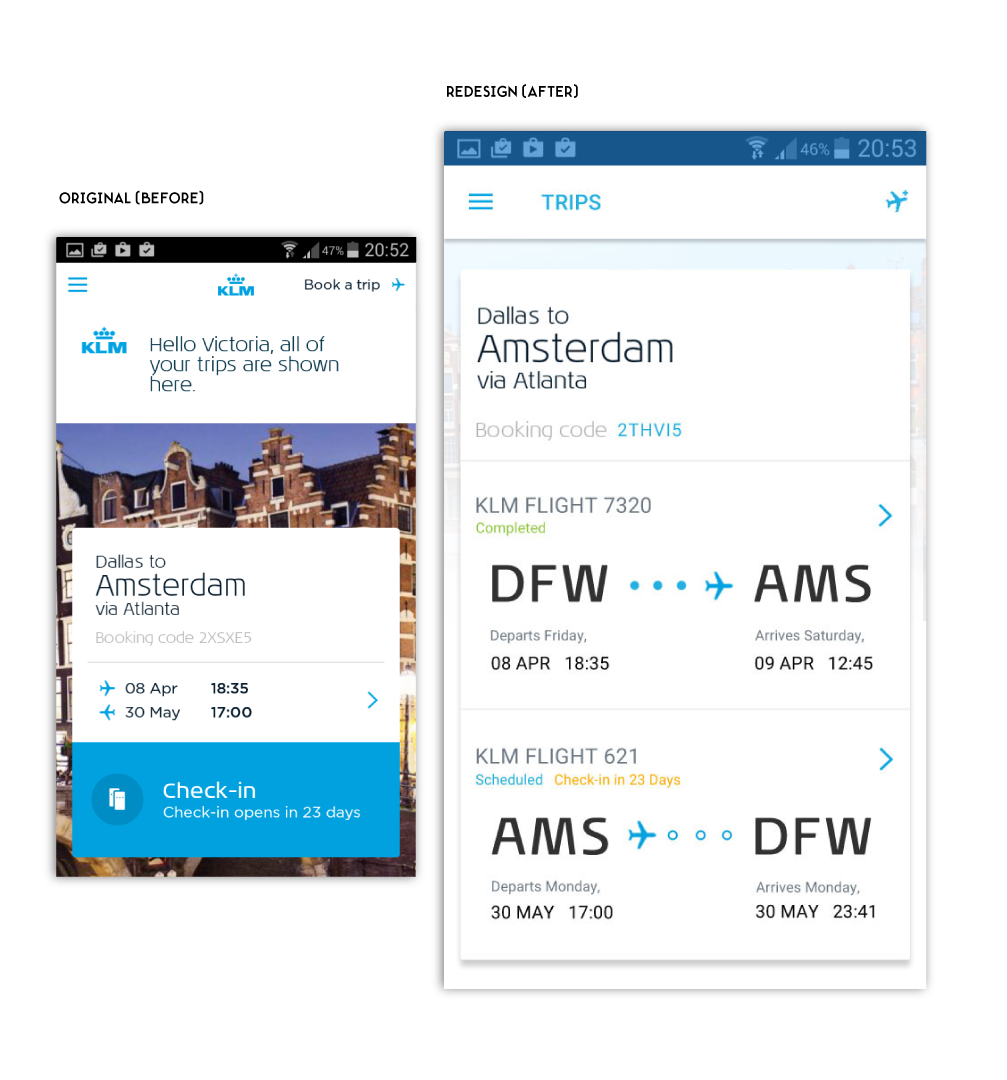 REDESIGN (AFTER)
46% 20:53
TRIPS
Dallas to
Amsterdam
via Atlanta
Booking code 2THVI5
KLM FLIGHT 7320
Completed
DFW AMS
Departs Friday, Arrives Saturday,
08 APR 18:35 09 APR 12:45
KLM FLIGHT 621
Scheduled Check-in in 23 Days
AMS DFW
Departs Monday, Arrives Monday,
30 MAY 17:00 30 MAY 23:41
ORIGINAL (BEFORE)
47% 20:52
KLM Book a trip
KLM
Hello Victoria, all of
your trips are shown
here.
Dallas to
Amsterdam
via Atlanta
Booking code 2XSXE5
08 Apr 18:35
30 May 17:00
Check-in
Check-in opens in 23 days